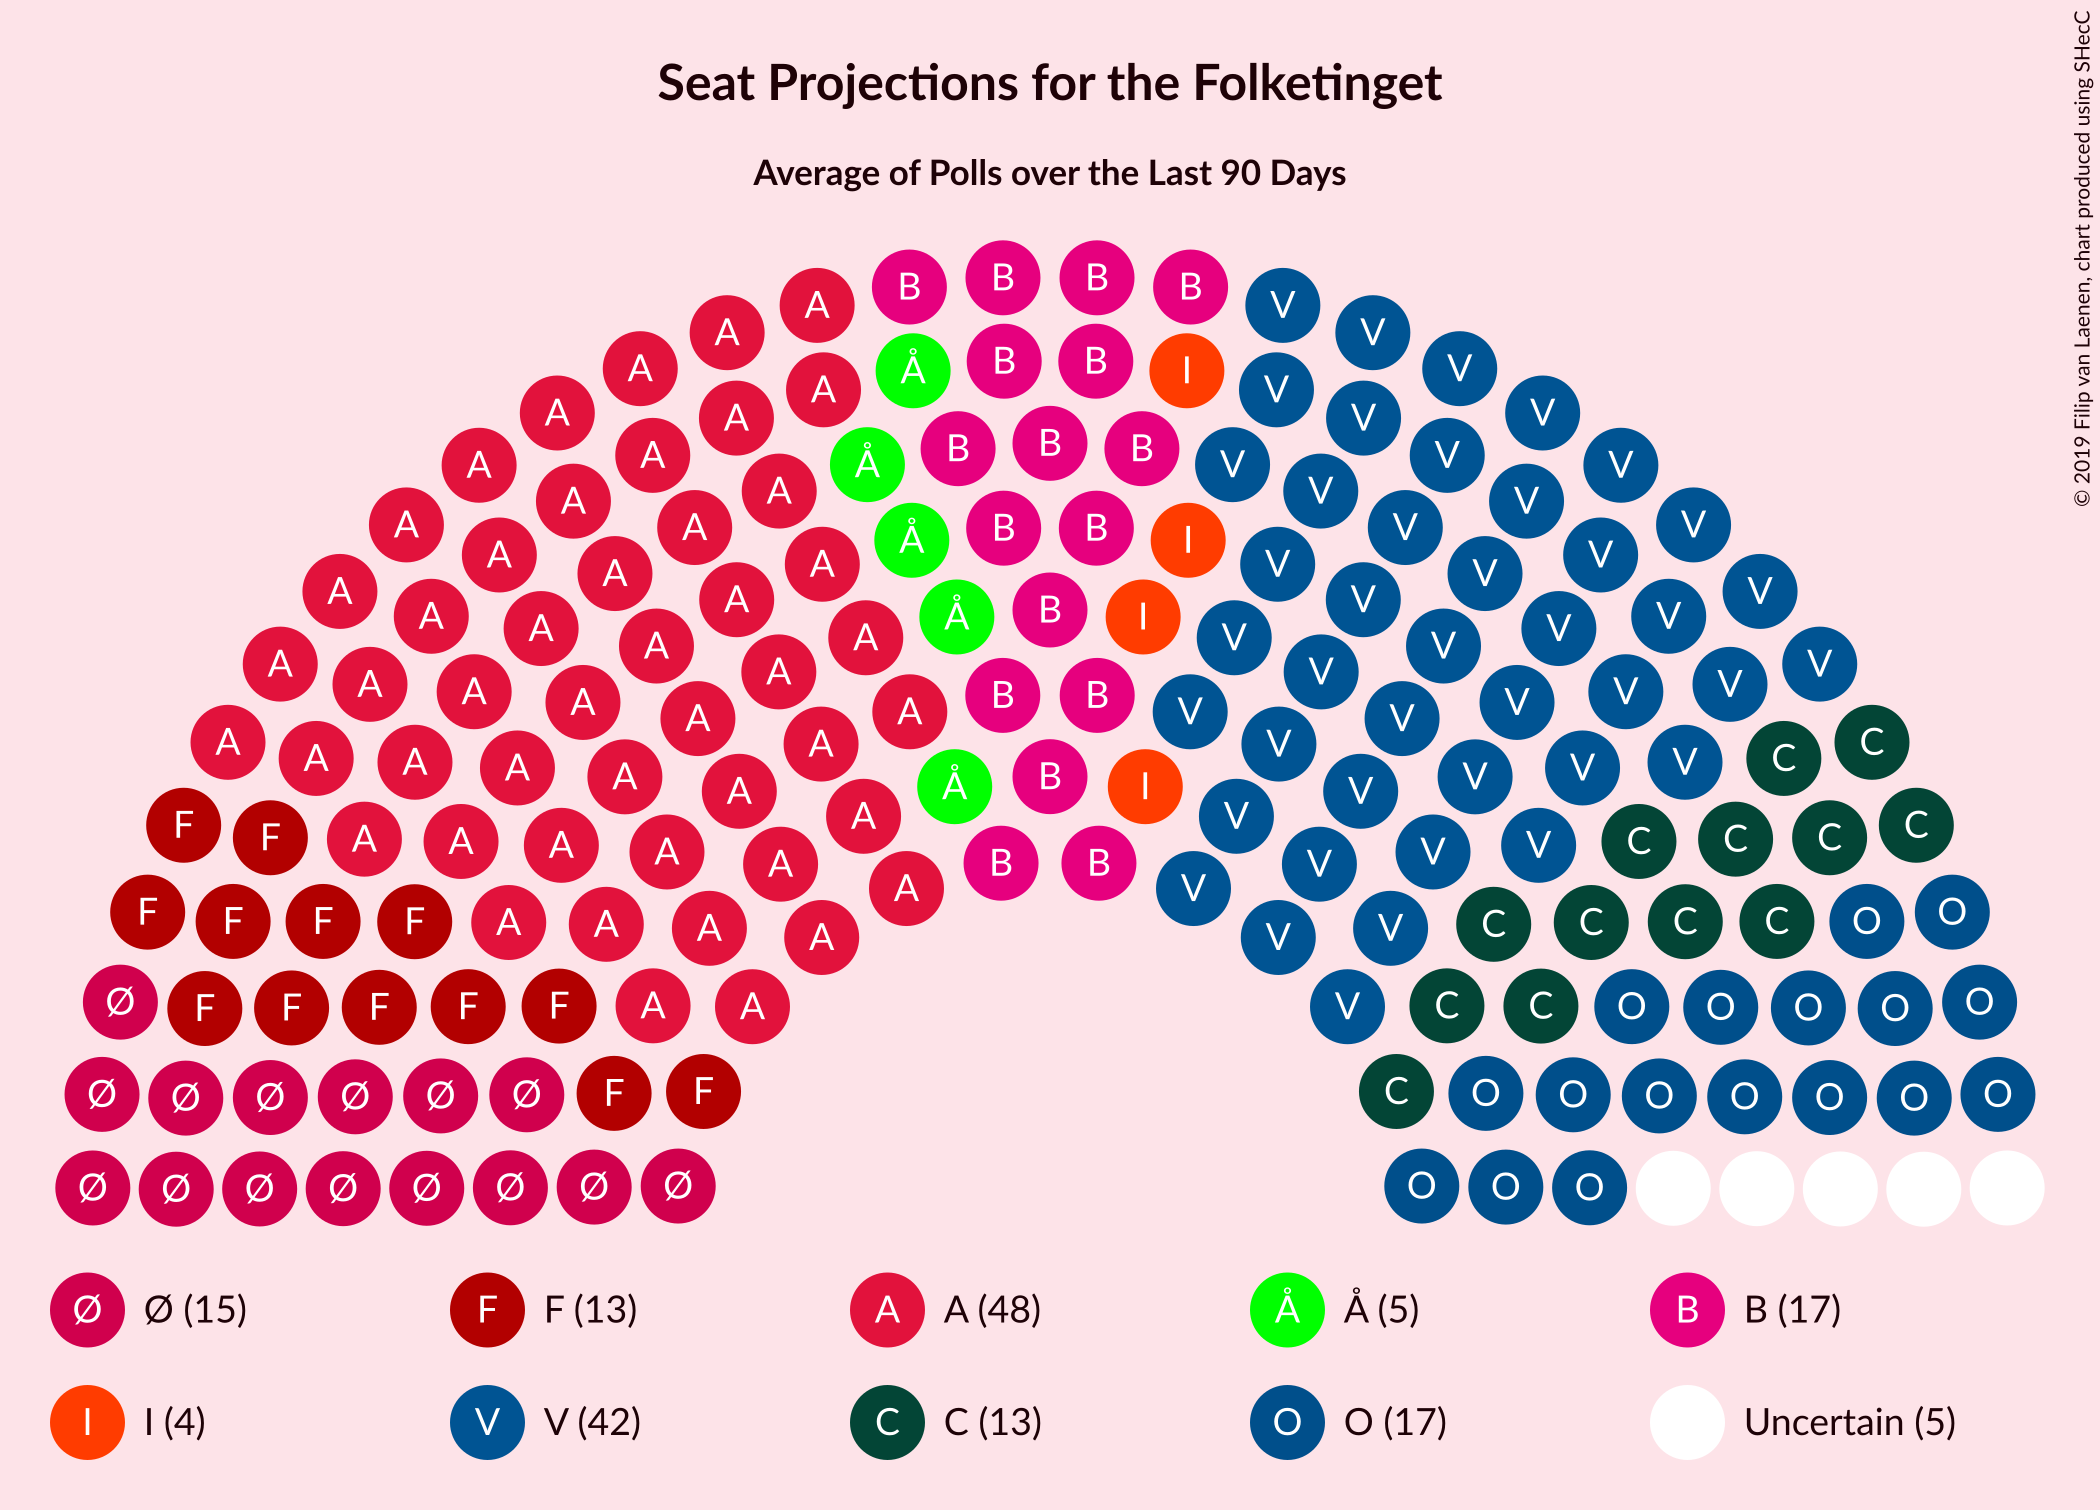 Seat Projections for the Folketinget
Average of Polls over the Last 90 Days
© 2019 Filip van Laenen, chart produced using SHecC
B B B B
A A V V
A Å B B I V
A A A V V V
A A Å B B B V V V
A A A Å B B I V V V
A A A A Å B I V V V V
A A A A A B B V V V V V
A A A A A Å B I V V V V V
F F A A A A A A B B V V V V C C C C
F F F F A A A A V V C C C C O O
Ø F F F F F A A V C C O O O O O
Ø Ø Ø Ø Ø Ø F F C O O O O O O O
Ø Ø Ø Ø Ø Ø Ø Ø O O O
Ø Ø (15) F F (13) A A (48) Å Å (5) B B (17)
I I (4) V V (42) C C (13) O O (17) Uncertain (5)